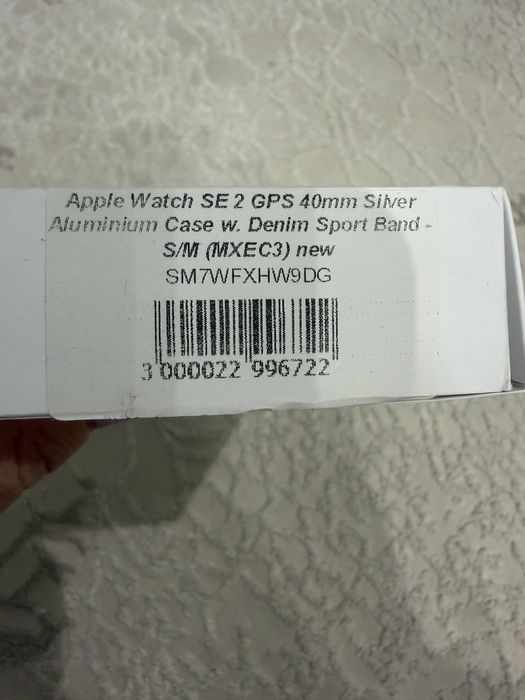 Apple Watch SE 2 GPS 40mm Silver
Aluminium Case w. Denim Sport Band -
S/M (MXEC3) new
SM7WFXHW9DG
3 000022 996722